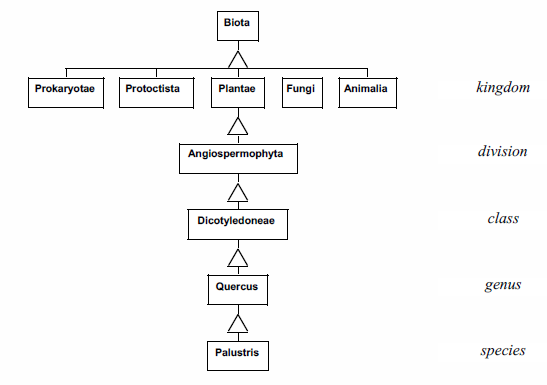 Biota
Prokaryotae Protoctista Plantae Fungi Animalia kingdom
Angiospermophyta division
Dicotyledoneae class
Quercus genus
Palustris species